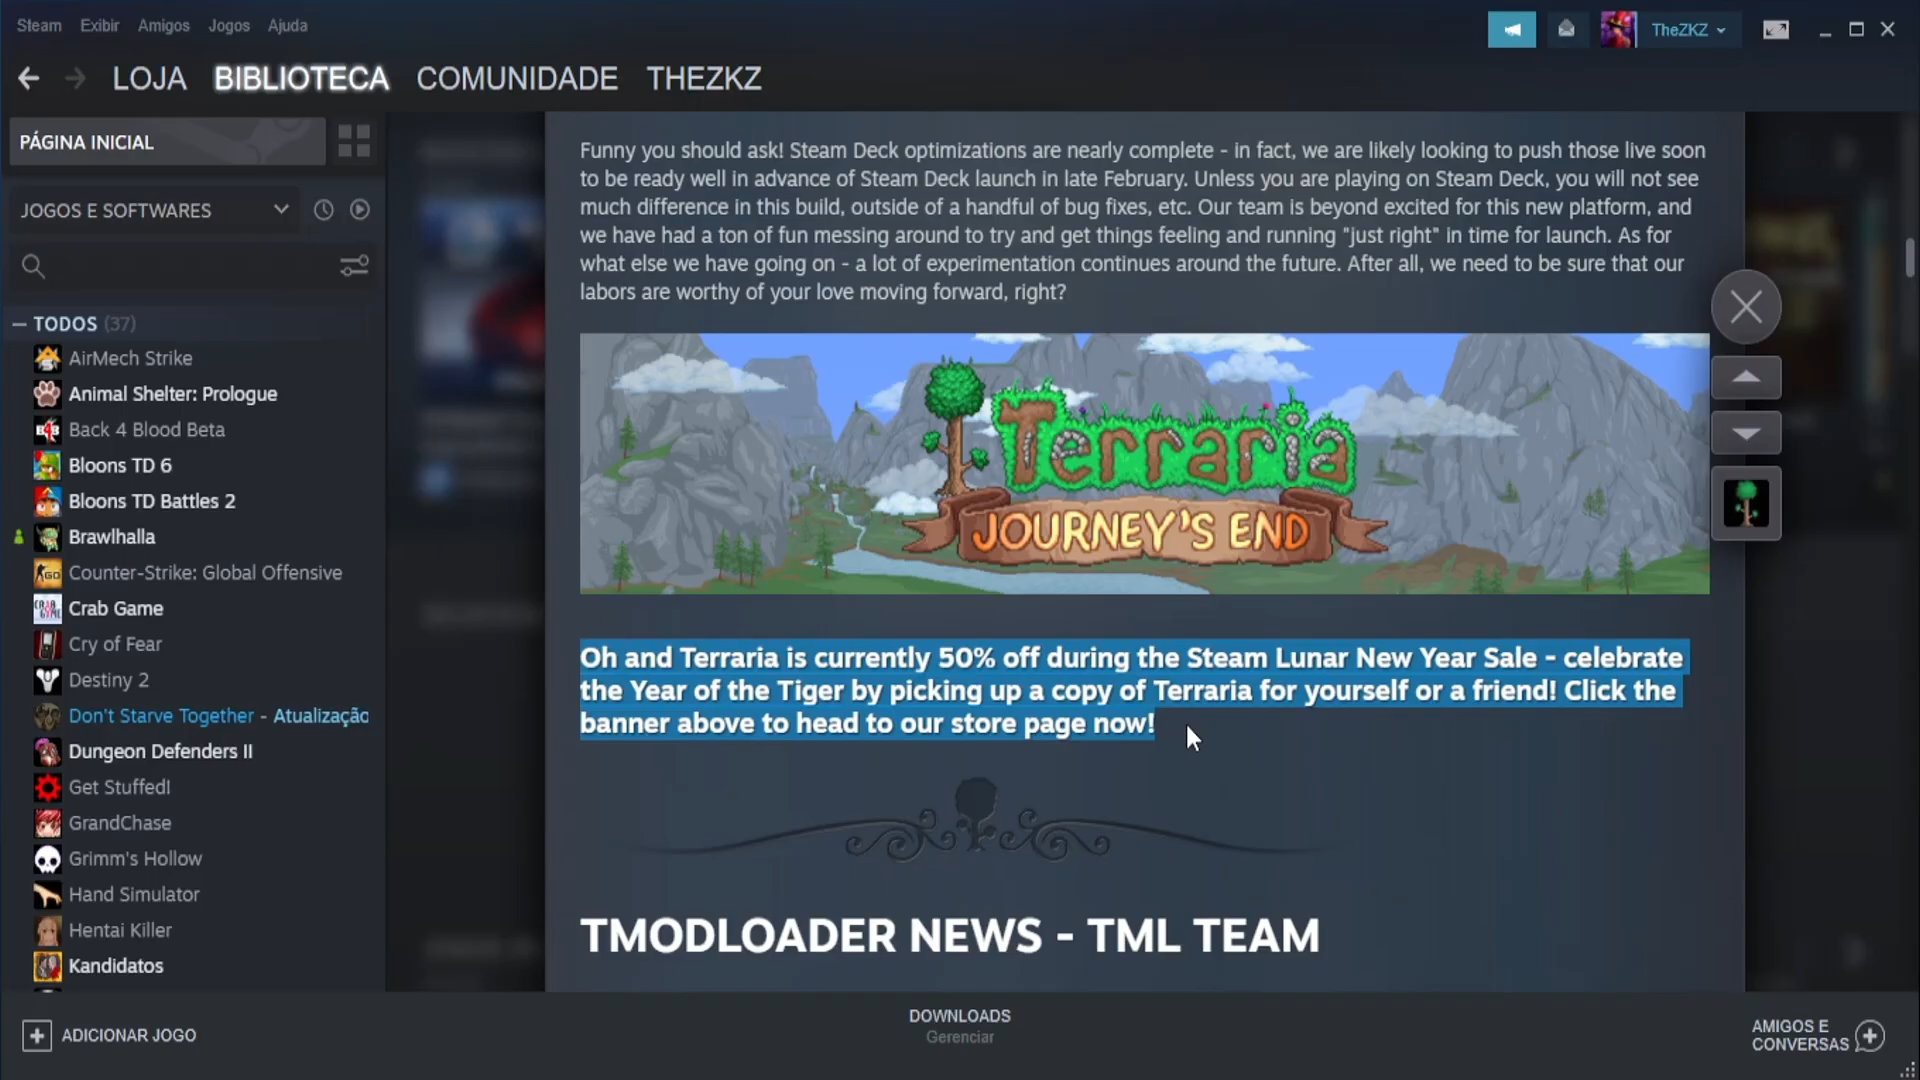 Steam Exibir Amigos Jogos Ajuda
TheZKZ
LOJA BIBLIOTECA COMUNIDADE THEZKZ
PÁGINA INICIAL
JOGOS E SOFTWARES
TODOS (37)
AirMech Strike
Animal Shelter: Prologue
Back 4 Blood Beta
Bloons TD 6
Bloons TD Battles 2
Brawlhalla
Counter-Strike: Global Offensive
Crab Game
Cry of Fear
Destiny 2
Don't Starve Together - Atualização
Dungeon Defenders II
Get Stuffed!
GrandChase
Grimm's Hollow
Hand Simulator
Hentai Killer
Kandidatos
Funny you should ask! Steam Deck optimizations are nearly complete - in fact, we are likely looking to push those live soon
to be ready well in advance of Steam Deck launch in late February. Unless you are playing on Steam Deck, you will not see
much difference in this build, outside of a handful of bug fixes, etc. Our team is beyond excited for this new platform, and
we have had a ton of fun messing around to try and get things feeling and running "just right" in time for launch. As for
what else we have going on - a lot of experimentation continues around the future. After all, we need to be sure that our
labors are worthy of your love moving forward, right?
Terraria
JOURNEY'S END
Oh and Terraria is currently 50% off during the Steam Lunar New Year Sale - celebrate
the Year of the Tiger by picking up a copy of Terraria for yourself or a friend! Click the
banner above to head to our store page now!
TMODLOADER NEWS - TML TEAM
ADICIONAR JOGO
DOWNLOADS
Gerenciar
AMIGOS E
CONVERSAS